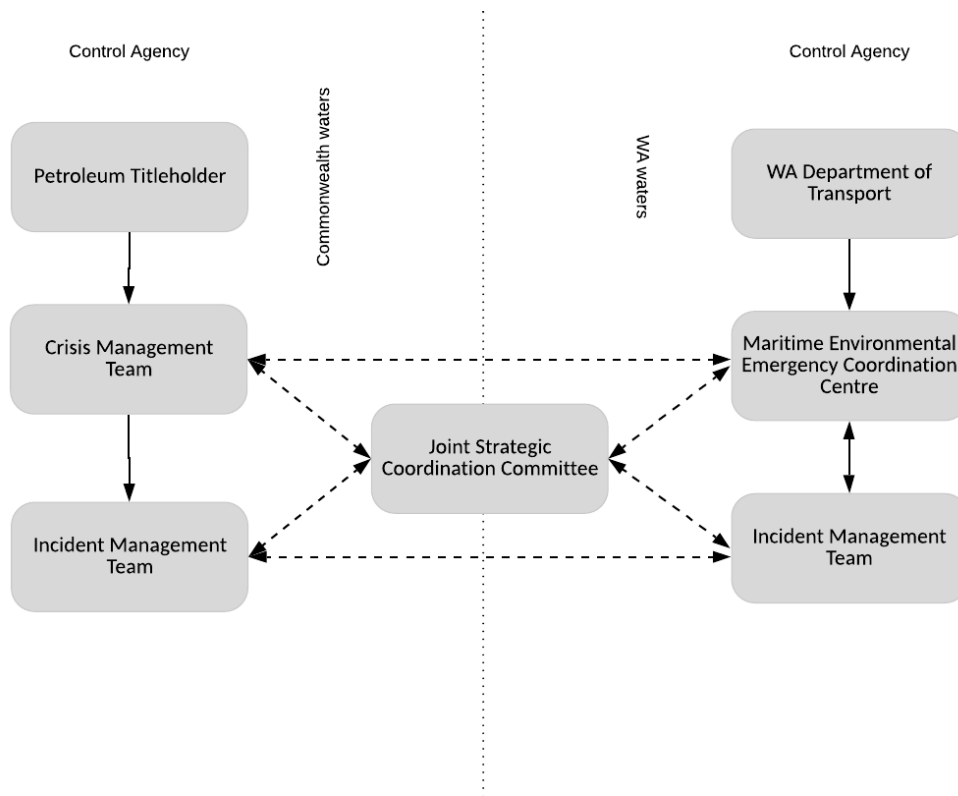 Control Agency
Control Agency
Commonwealth waters
WA waters
Petroleum Titleholder
WA Department of
Transport
Crisis Management
Team
Maritime Environmental
Emergency Coordination
Centre
Joint Strategic
Coordination Committee
Incident Management
Team
Incident Management
Team